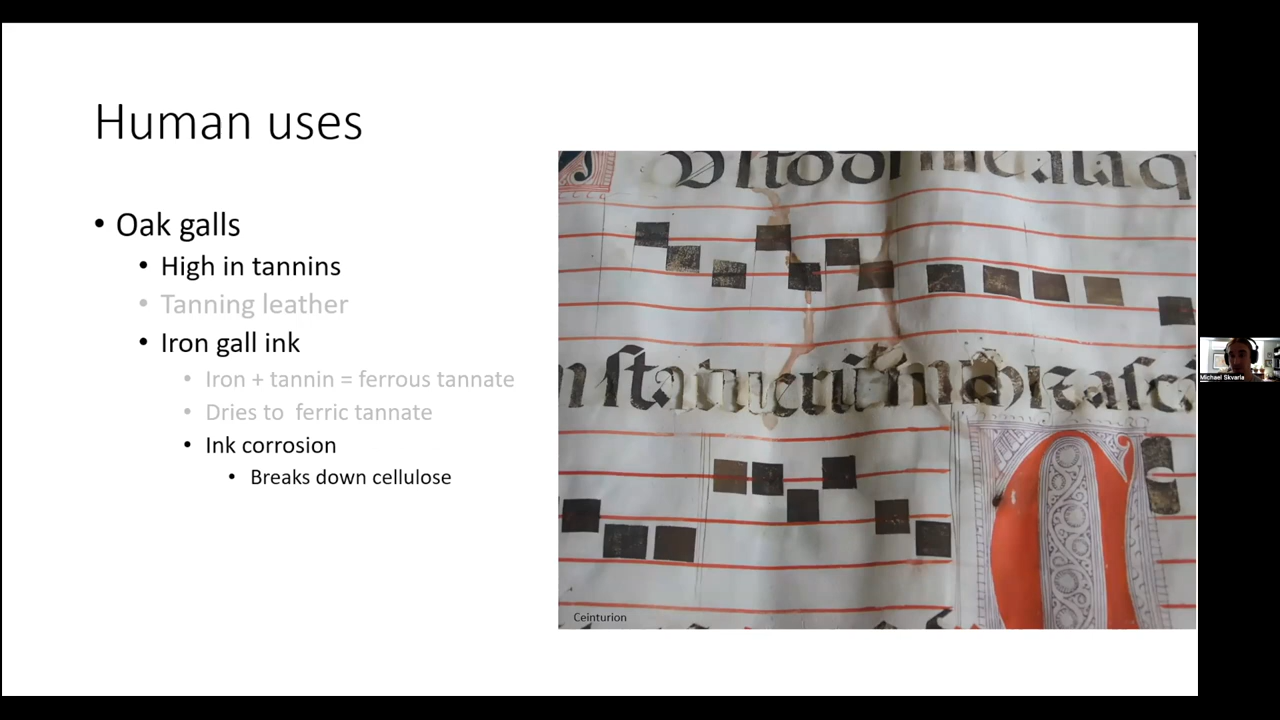 Human uses
• Oak galls
• High in tannins
• Tanning leather
• Iron gall ink
• Iron + tannin = ferrous tannate
• Dries to ferric tannate
• Ink corrosion
• Breaks down cellulose
Ceinturion
Michael Skvarla